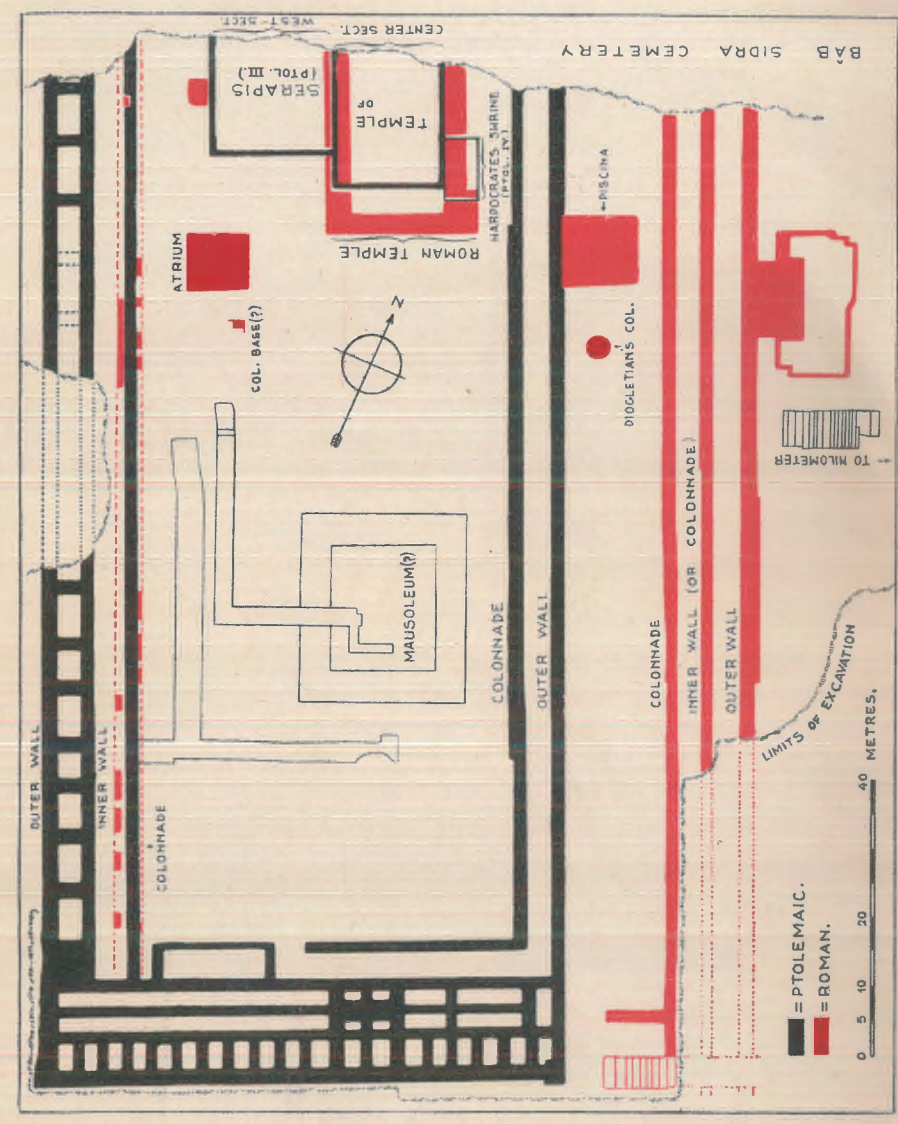 WEST-SECT.
CENTER SECT.
BĀB SIDRA CEMETERY
SERAPIS
(PTOL. III.)
TEMPLE
OF
HARPOCRATES SHRINE
(PTOL. IV.)
ROMAN TEMPLE
ATRIUM
←PISCINA
COL. BASE(?)
N
DIOGLETIAN'S COL.
→ TO NILOMETER
MAUSOLEUM(?)
COLONNADE
OUTER WALL
COLONNADE
INNER WALL (OR COLONNADE)
OUTER WALL
LIMITS OF EXCAVATION
OUTER WALL
INNER WALL
COLONNADE
= PTOLEMAIC.
= ROMAN.
0 5 10 20 40 METRES.